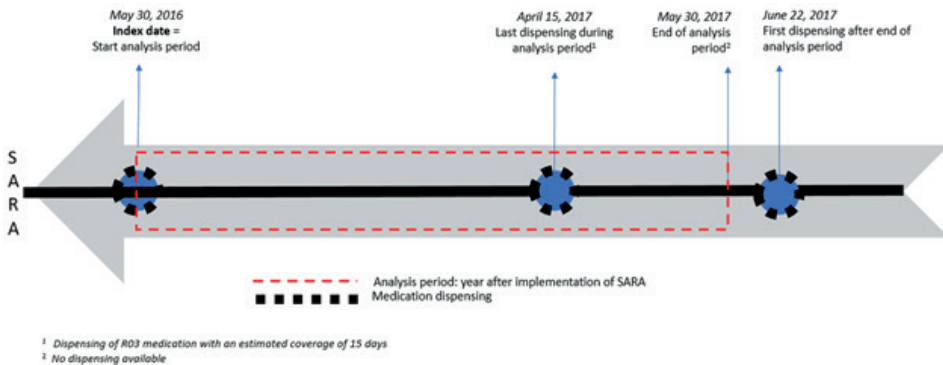 May 30, 2016
Index date =
Start analysis period
April 15, 2017
Last dispensing during
analysis period¹
May 30, 2017
End of analysis
period²
June 22, 2017
First dispensing after end of
analysis period
S
A
R
A
Analysis period: year after implementation of SARA
Medication dispensing
¹ Dispensing of R03 medication with an estimated coverage of 15 days
² No dispensing available